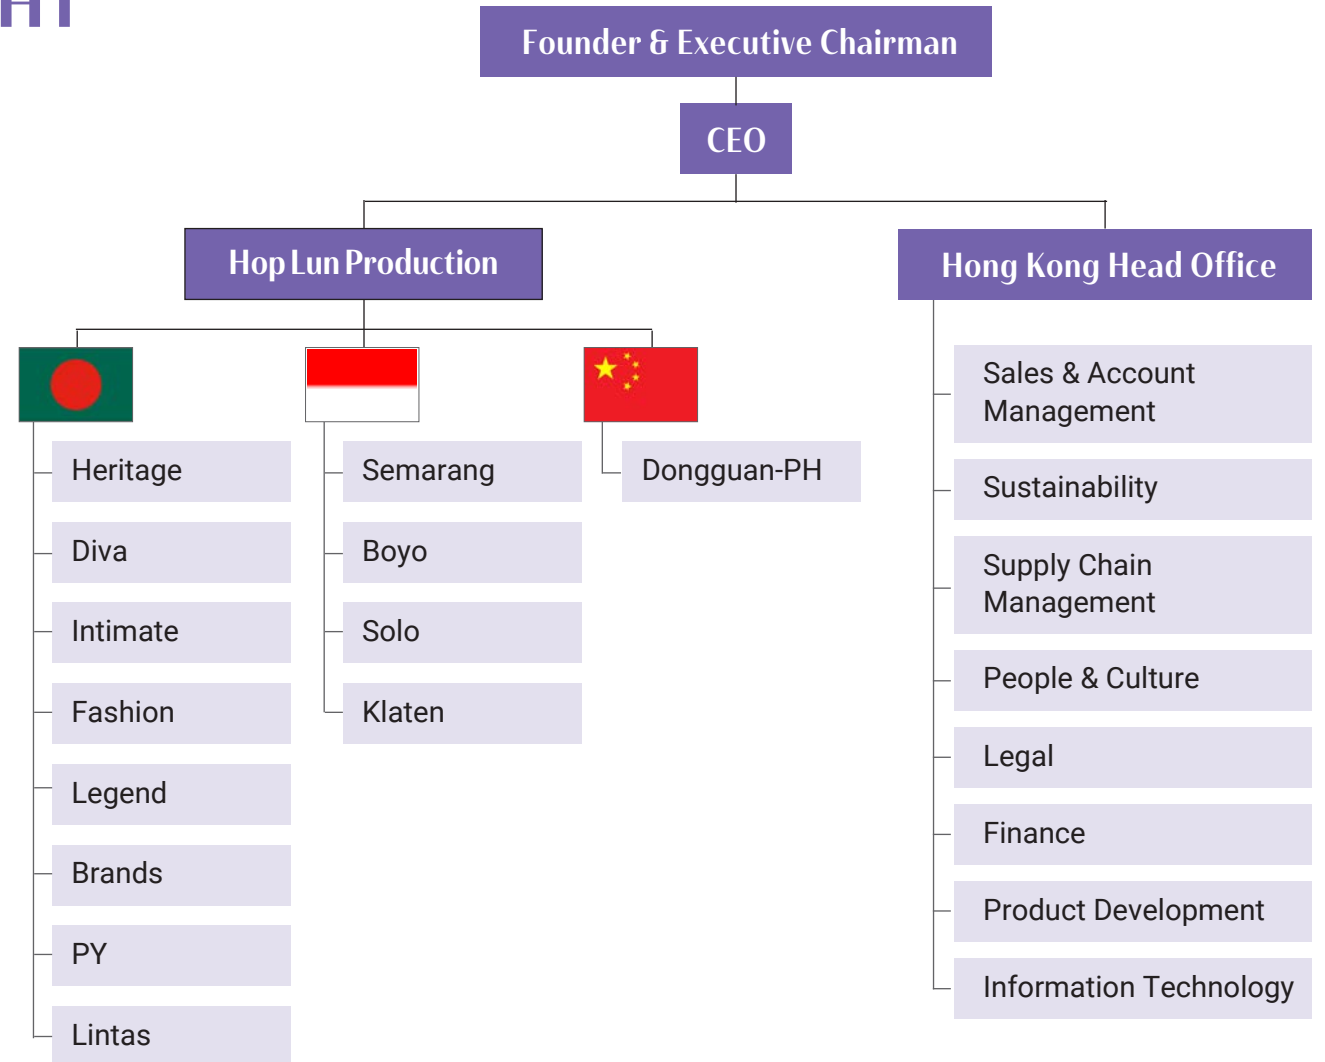 HT
Founder & Executive Chairman
CEO
Hop Lun Production
Hong Kong Head Office
Heritage
Diva
Intimate
Fashion
Legend
Brands
PY
Lintas
Semarang
Boyo
Solo
Klaten
Dongguan-PH
Sales & Account
Management
Sustainability
Supply Chain
Management
People & Culture
Legal
Finance
Product Development
Information Technology